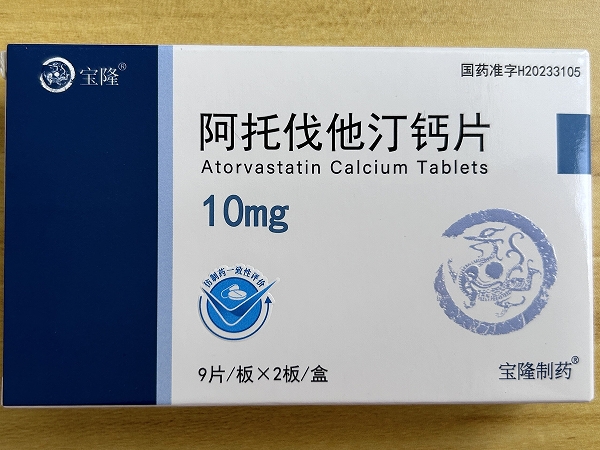 宝隆®
国药准字H20233105
阿托伐他汀钙片
Atorvastatin Calcium Tablets
10mg
仿制药一致性评价
9片/板×2板/盒
宝隆制药®